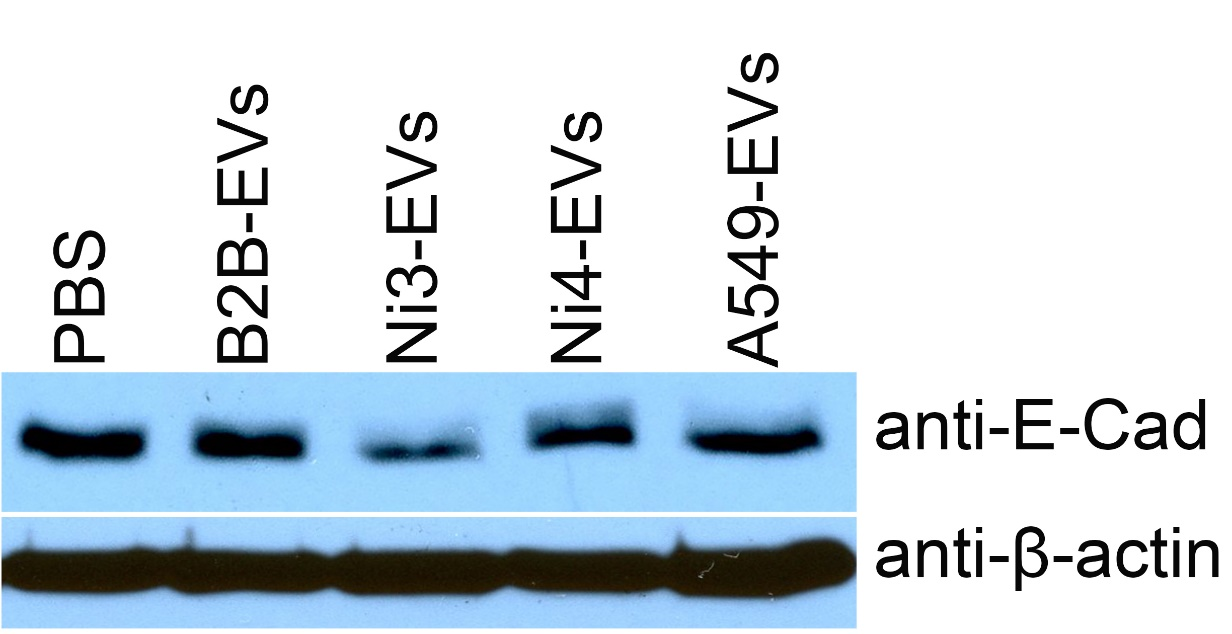 PBS
B2B-EVs
Ni3-EVs
Ni4-EVs
A549-EVs
anti-E-Cad
anti-β-actin